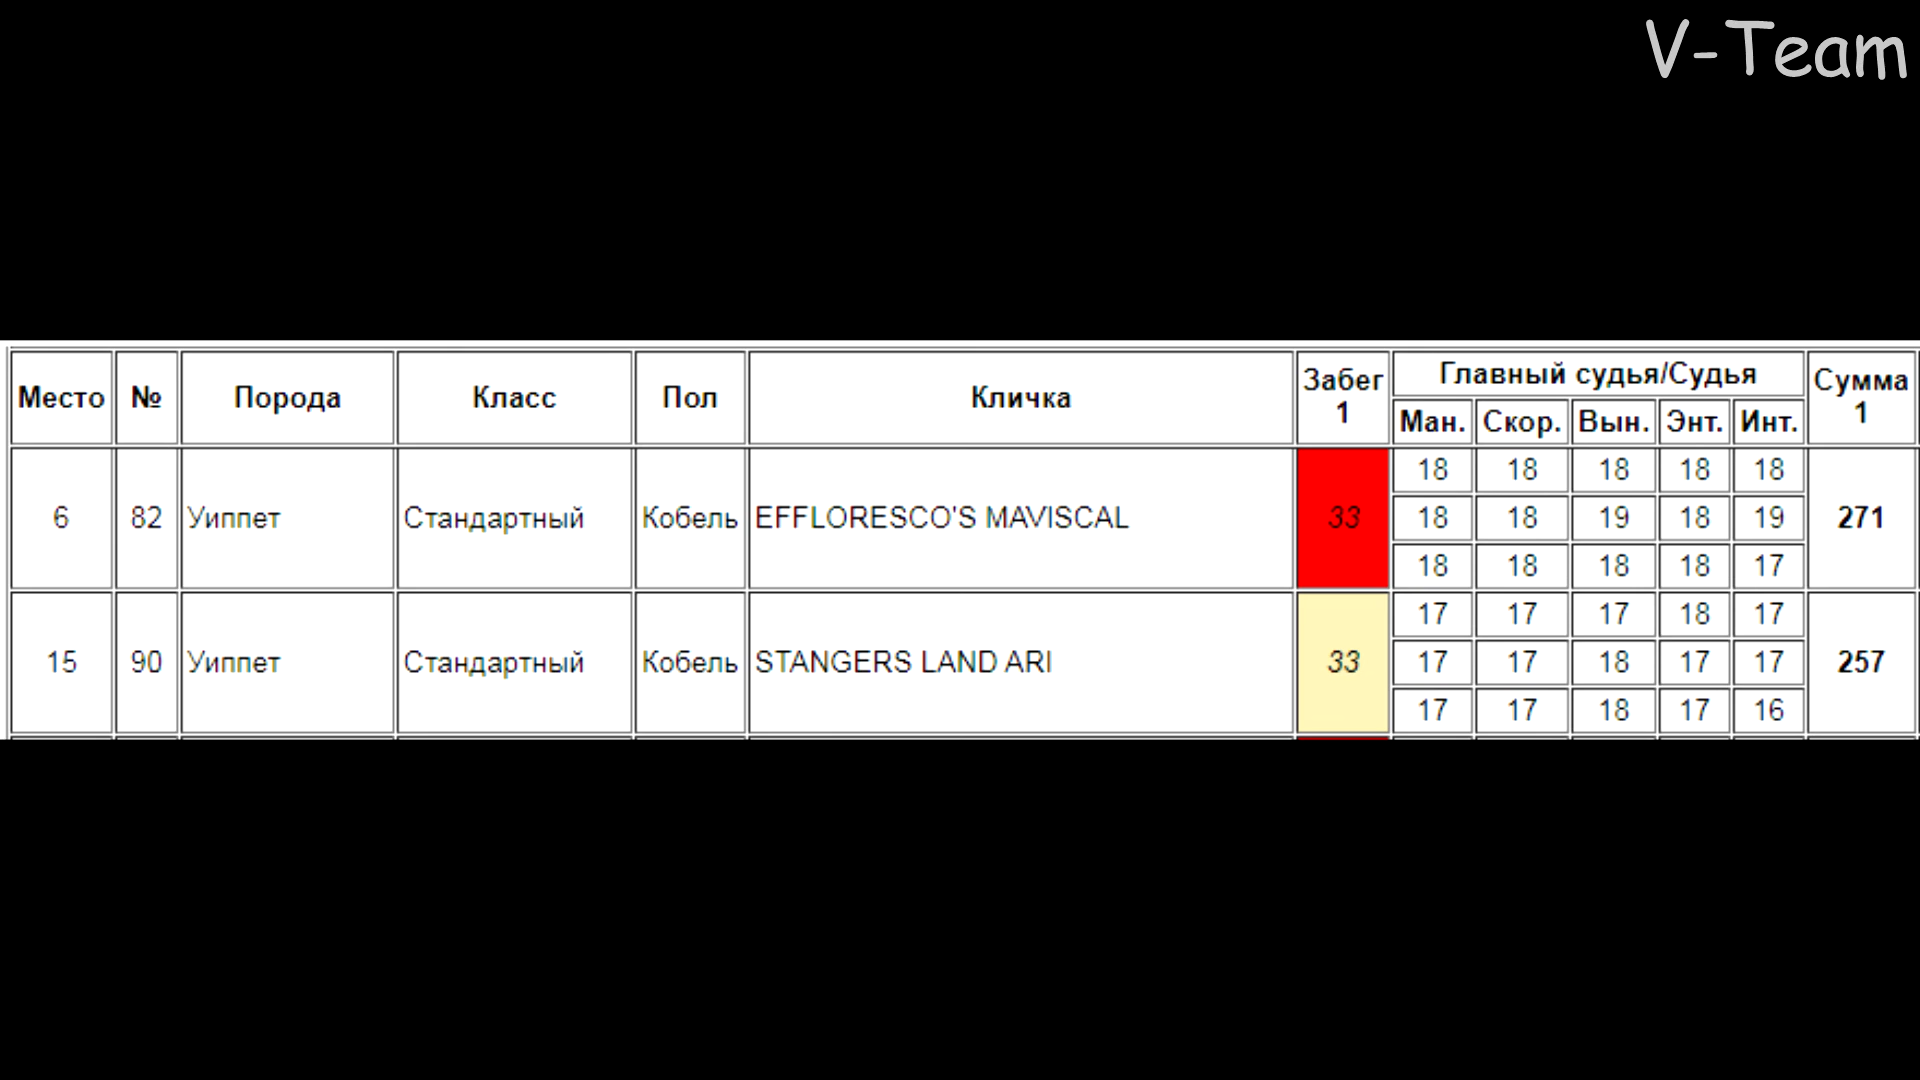 V-Team
Место № Порода Класс Пол Кличка Забег 1 Главный судья/Судья Сумма 1
Ман. Скор. Вын. Энт. Инт.
6 82 Уиппет Стандартный Кобель EFFLORESCO'S MAVISCAL 33 18 18 18 18 18 271
18 18 19 18 19
18 18 18 18 17
15 90 Уиппет Стандартный Кобель STANGERS LAND ARI 33 17 17 17 18 17 257
17 17 18 17 17
17 17 18 17 16